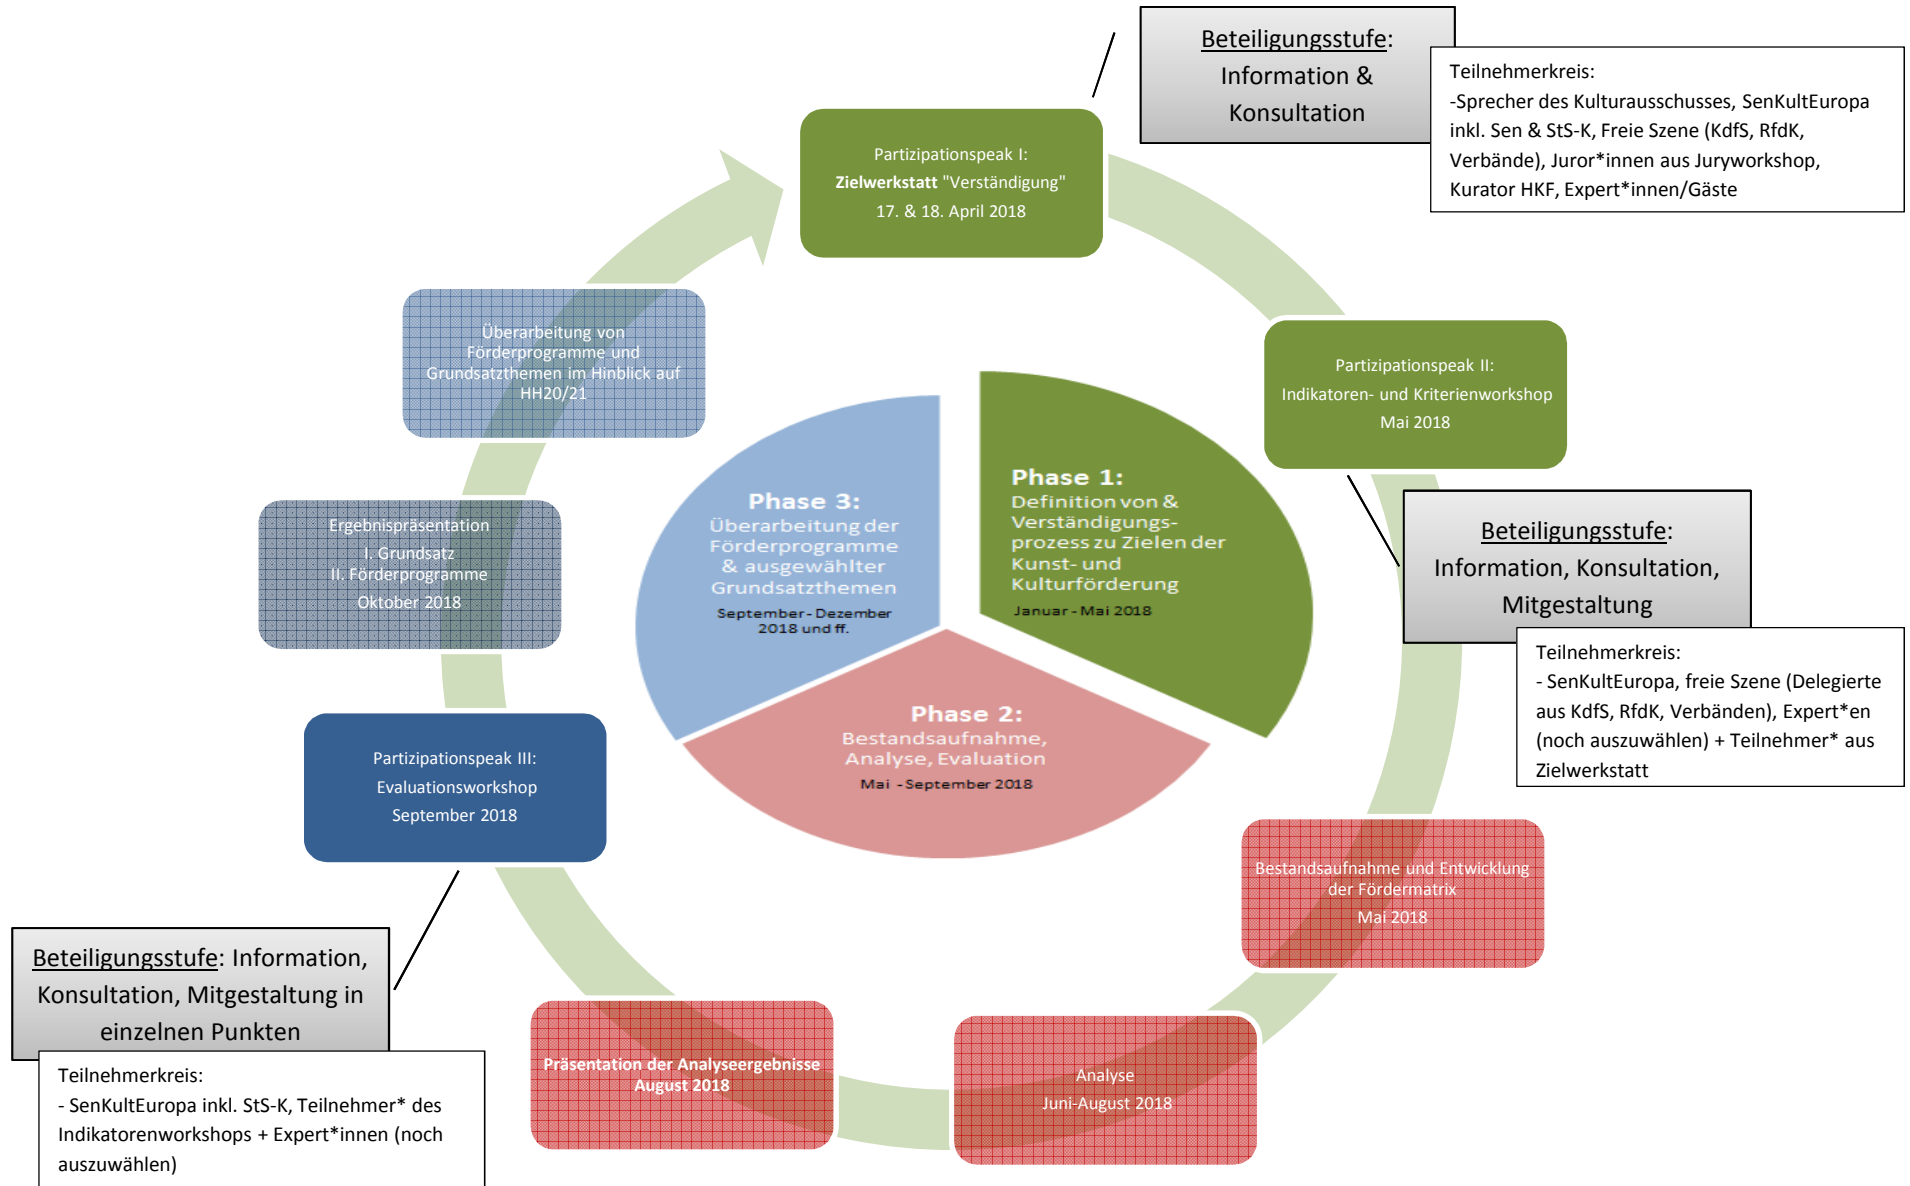 Beteiligungsstufe:
Information &
Konsultation
Teilnehmerkreis:
-Sprecher des Kulturausschusses, SenKultEuropa
inkl. Sen & StS-K, Freie Szene (KdfS, RfdK,
Verbände), Juror*innen aus Juryworkshop,
Kurator HKF, Expert*innen/Gäste
Partizipationspeak I:
Zielwerkstatt "Verständigung"
17. & 18. April 2018
Partizipationspeak II:
Indikatoren- und Kriterienworkshop
Mai 2018
Beteiligungsstufe:
Information, Konsultation,
Mitgestaltung
Teilnehmerkreis:
- SenKultEuropa, freie Szene (Delegierte
aus KdfS, RfdK, Verbänden), Expert*en
(noch auszuwählen) + Teilnehmer* aus
Zielwerkstatt
Bestandsaufnahme und Entwicklung
der Fördermatrix
Mai 2018
Analyse
Juni-August 2018
Präsentation der Analyseergebnisse
August 2018
Partizipationspeak III:
Evaluationsworkshop
September 2018
Beteiligungsstufe: Information,
Konsultation, Mitgestaltung in
einzelnen Punkten
Teilnehmerkreis:
- SenKultEuropa inkl. StS-K, Teilnehmer* des
Indikatorenworkshops + Expert*innen (noch
auszuwählen)
Ergebnispräsentation
I. Grundsatz
II. Förderprogramme
Oktober 2018
Überarbeitung von
Förderprogramme und
Grundsatzthemen im Hinblick auf
HH20/21
Phase 1:
Definition von &
Verständigungs-
prozess zu Zielen der
Kunst- und
Kulturförderung
Januar - Mai 2018
Phase 2:
Bestandsaufnahme,
Analyse, Evaluation
Mai - September 2018
Phase 3:
Überarbeitung der
Förderprogramme
& ausgewählter
Grundsatzthemen
September - Dezember
2018 und ff.